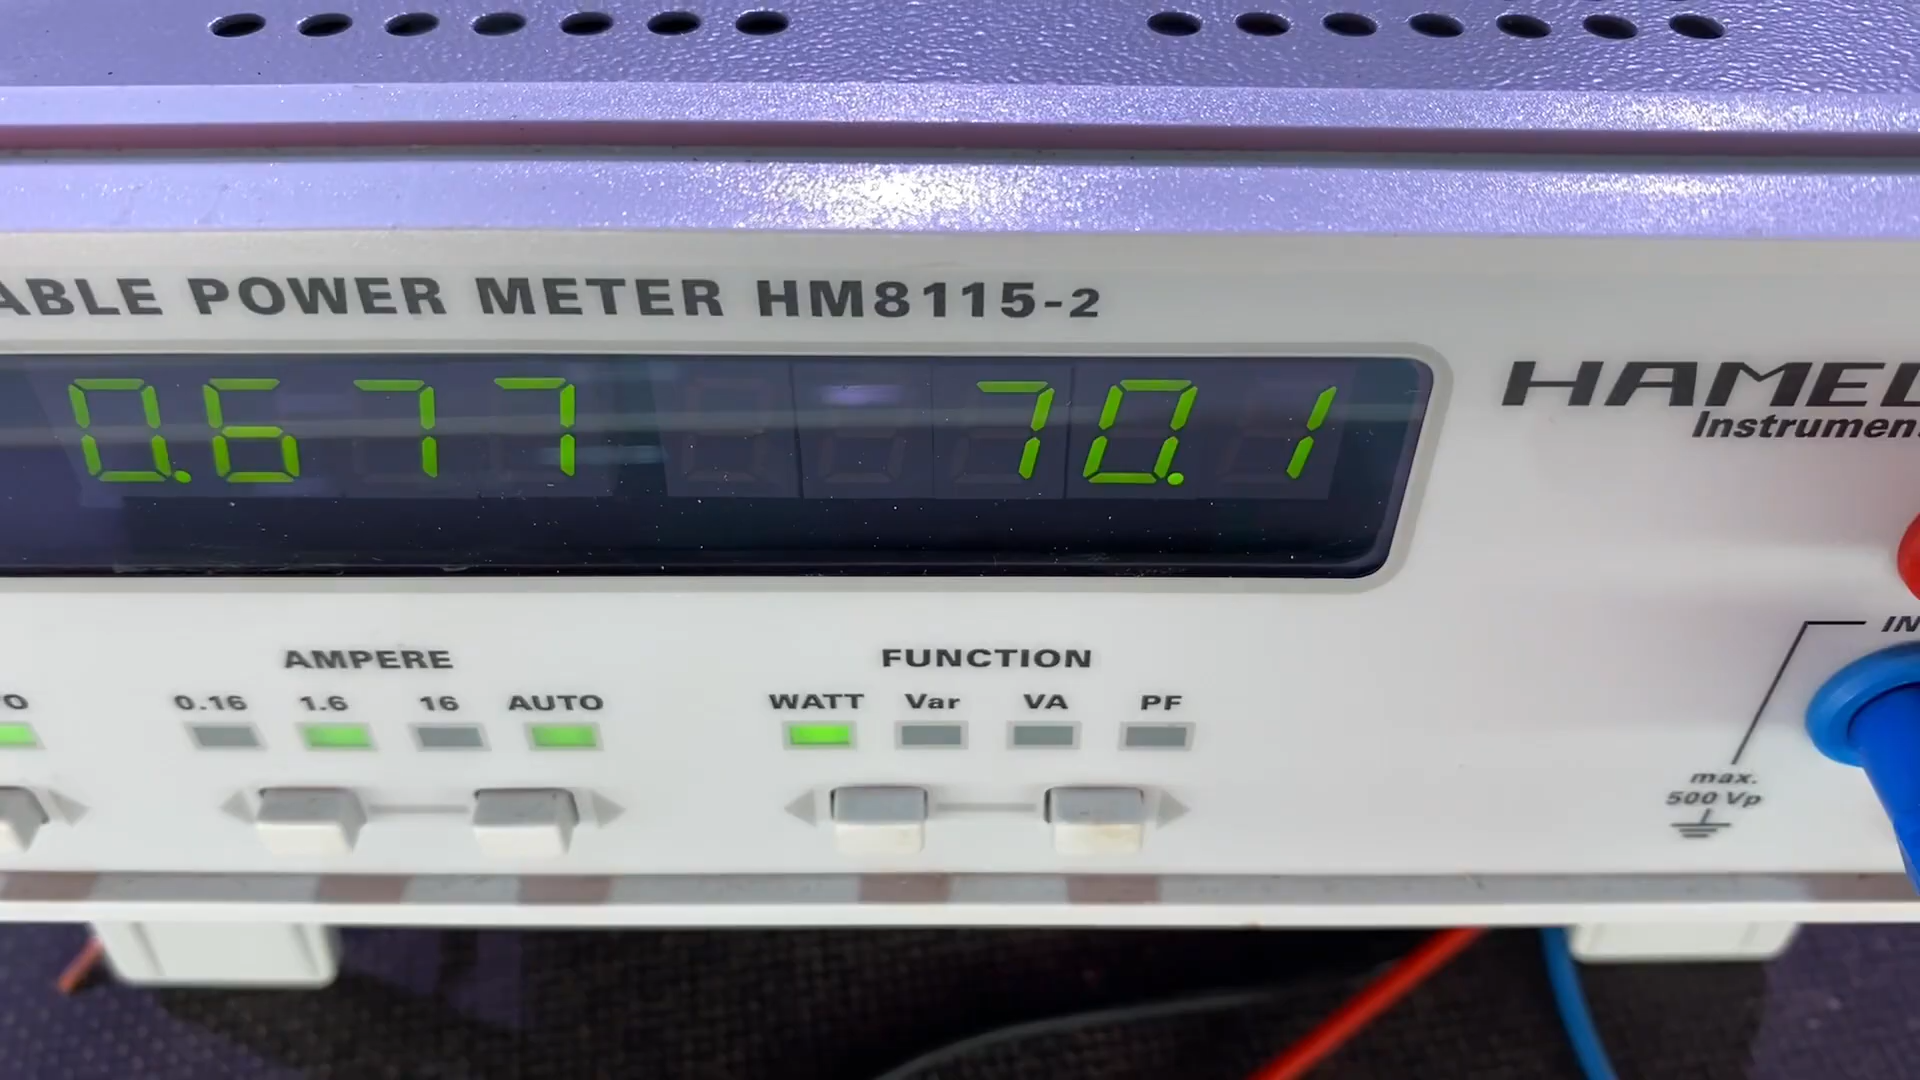 ABLE POWER METER HM8115-2
HAMEG
Instruments
0.677 70.1
AMPERE
FUNCTION
0.16 1.6 16 AUTO
WATT Var VA PF
max.
500 Vp